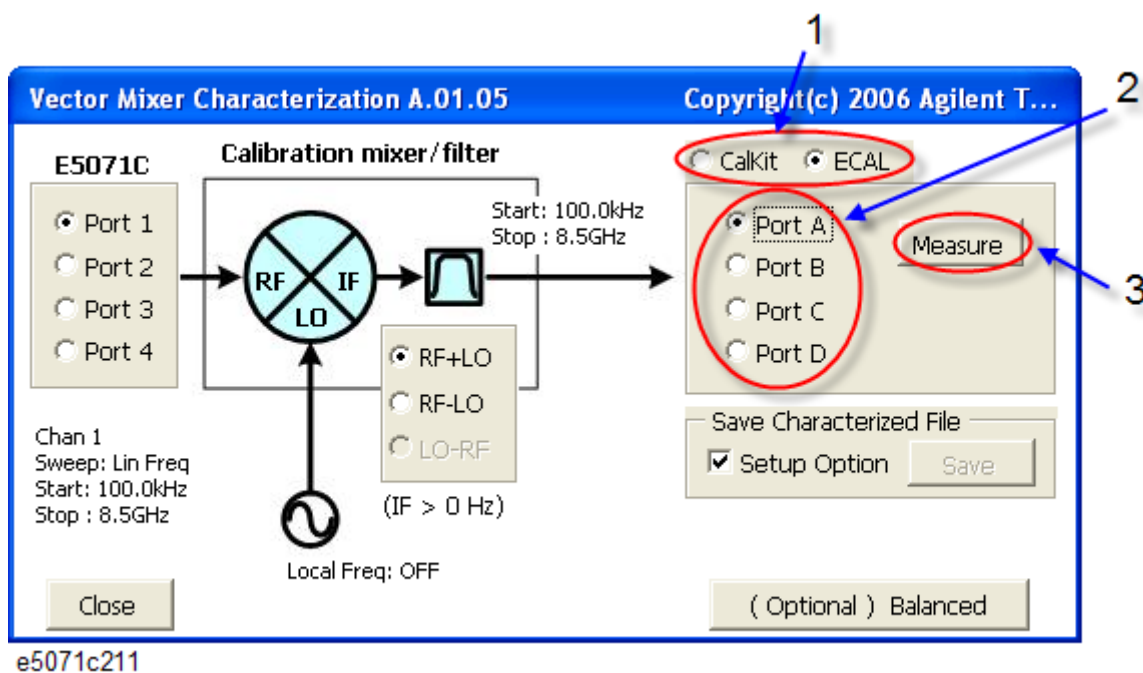 1
Vector Mixer Characterization A.01.05
Copyright(c) 2006 Agilent T...
2
E5071C
Calibration mixer/filter
CalKit
ECAL
Port 1
Port 2
Port 3
Port 4
RF
IF
LO
Start: 100.0kHz
Stop : 8.5GHz
Port A
Port B
Port C
Port D
Measure
3
RF+LO
RF-LO
LO-RF
(IF > 0 Hz)
Chan 1
Sweep: Lin Freq
Start: 100.0kHz
Stop : 8.5GHz
Local Freq: OFF
Save Characterized File
Setup Option
Save
Close
( Optional ) Balanced
e5071c211